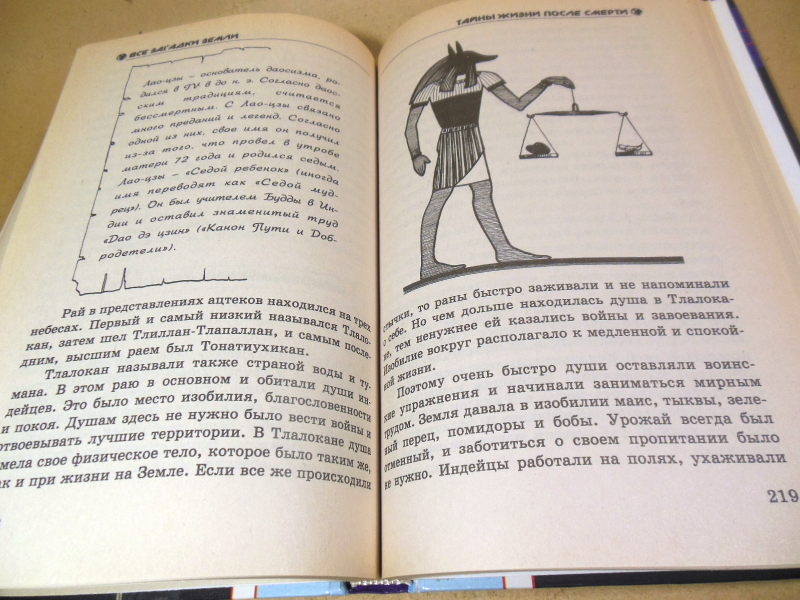 ВСЕ ЗАГАДКИ ЗЕМЛИ
Лао-цзы – основатель даосизма, ро-
дился в IV в до н. э. Согласно даос-
ским традициям, считается
бессмертным. С Лао-цзы связано
много преданий и легенд. Согласно
одной из них, свое имя он получил
из-за того, что провел в утробе
матери 72 года и родился седым.
Лао-цзы – «Седой ребенок» (иногда
имя переводят как «Седой муд-
рец»). Он был учителем Будды в Ин-
дии и оставил знаменитый труд
«Дао дэ цзин» («Канон Пути и Доб-
родетели»).
Рай в представлениях ацтеков находился на трех
небесах. Первый и самый низкий назывался Тлало-
кан, затем шел Тлиллан-Тлапаллан, и самым после-
дним, высшим раем был Тонатиухикан.
Тлалокан называли также страной воды и ту-
мана. В этом раю в основном и обитали души ин-
дейцев. Это было место изобилия, благословенности
и покоя. Душам здесь не нужно было вести войны и
отвоевывать лучшие территории. В Тлалокане душа
мела свое физическое тело, которое было таким же,
ак и при жизни на Земле. Если все же происходили
ТАЙНЫ ЖИЗНИ ПОСЛЕ СМЕРТИ
стычки, то раны быстро заживали и не напоминали
о себе. Но чем дольше находилась душа в Тлалока-
не, тем ненужнее ей казались войны и завоевания.
Изобилие вокруг располагало к медленной и спокой-
ной жизни.
Поэтому очень быстро души оставляли воинс-
кие упражнения и начинали заниматься мирным
трудом. Земля давала в изобилии маис, тыквы, зеле-
ный перец, помидоры и бобы. Урожай всегда был
отменный, и заботиться о своем пропитании было
не нужно. Индейцы работали на полях, ухаживали
219